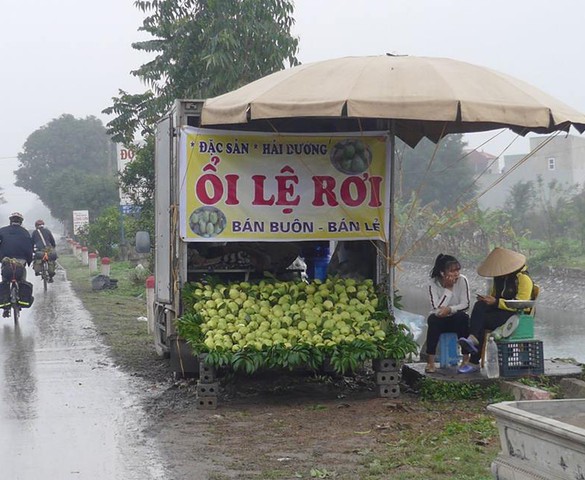 * ĐẶC SẢN * HẢI DƯƠNG
ỔI LỆ RƠI
BÁN BUÔN - BÁN LẺ